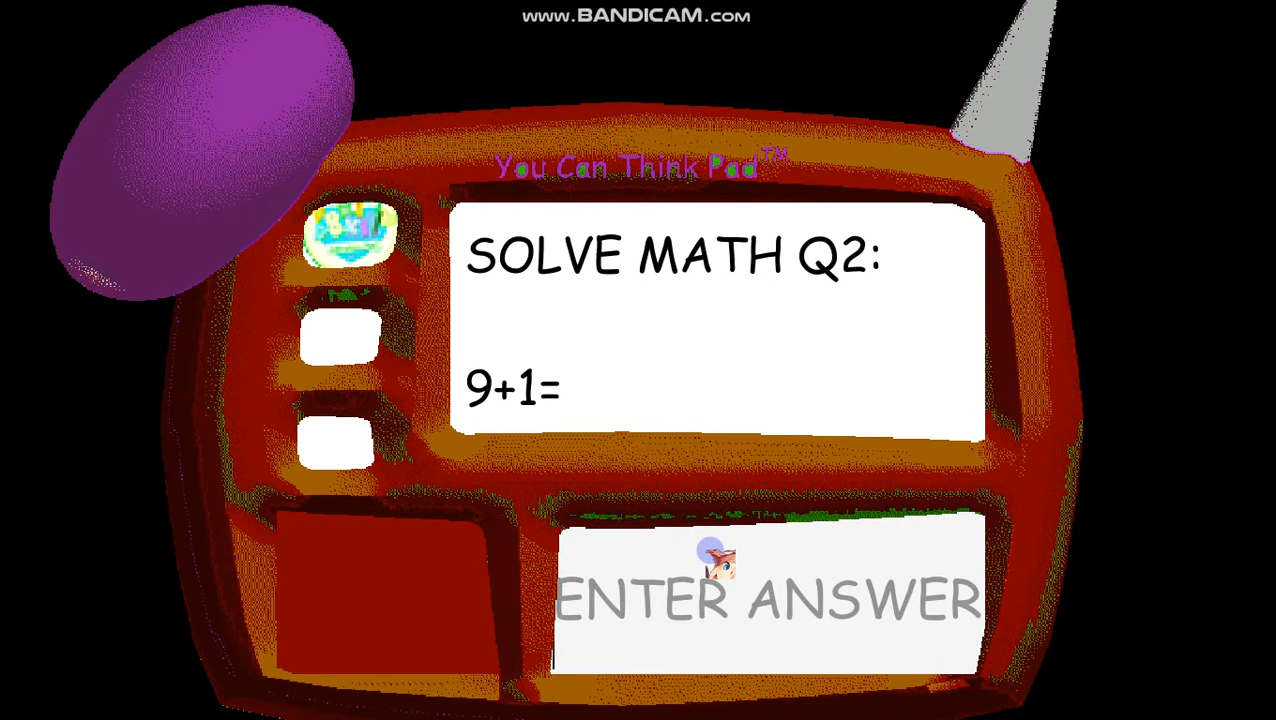 www.BANDICAM.com
You Can Think Pad™
SOLVE MATH Q2:
9+1=
ENTER ANSWER